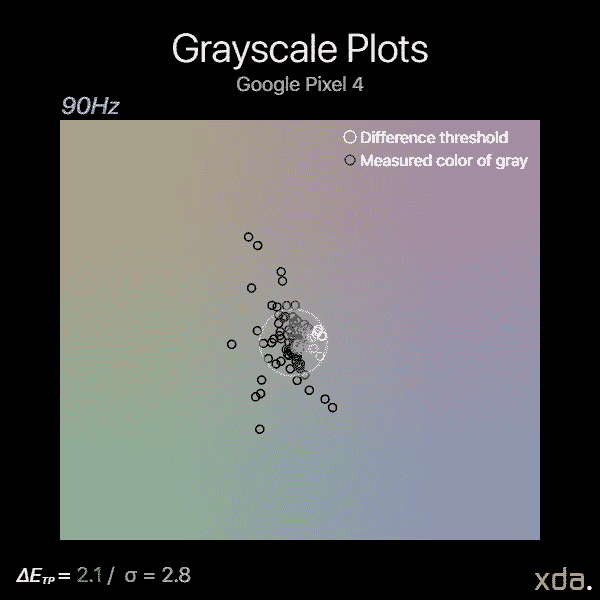 Grayscale Plots
Google Pixel 4
90Hz
Difference threshold
Measured color of gray
ΔE_TP = 2.1 / σ = 2.8
xda.